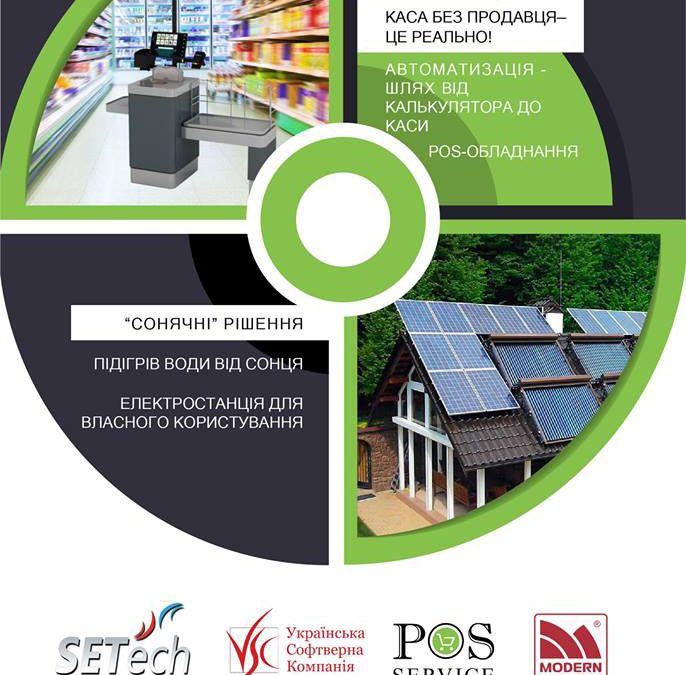 КАСА БЕЗ ПРОДАВЦЯ–
ЦЕ РЕАЛЬНО!
АВТОМАТИЗАЦІЯ -
ШЛЯХ ВІД
КАЛЬКУЛЯТОРА ДО
КАСИ
POS-ОБЛАДНАННЯ
“СОНЯЧНІ” РІШЕННЯ
ПІДІГРІВ ВОДИ ВІД СОНЦЯ
ЕЛЕКТРОСТАНЦІЯ ДЛЯ
ВЛАСНОГО КОРИСТУВАННЯ
SETech
VSC
Українська
Софтверна
Компанія
POS
SERVICE
®
MODERN